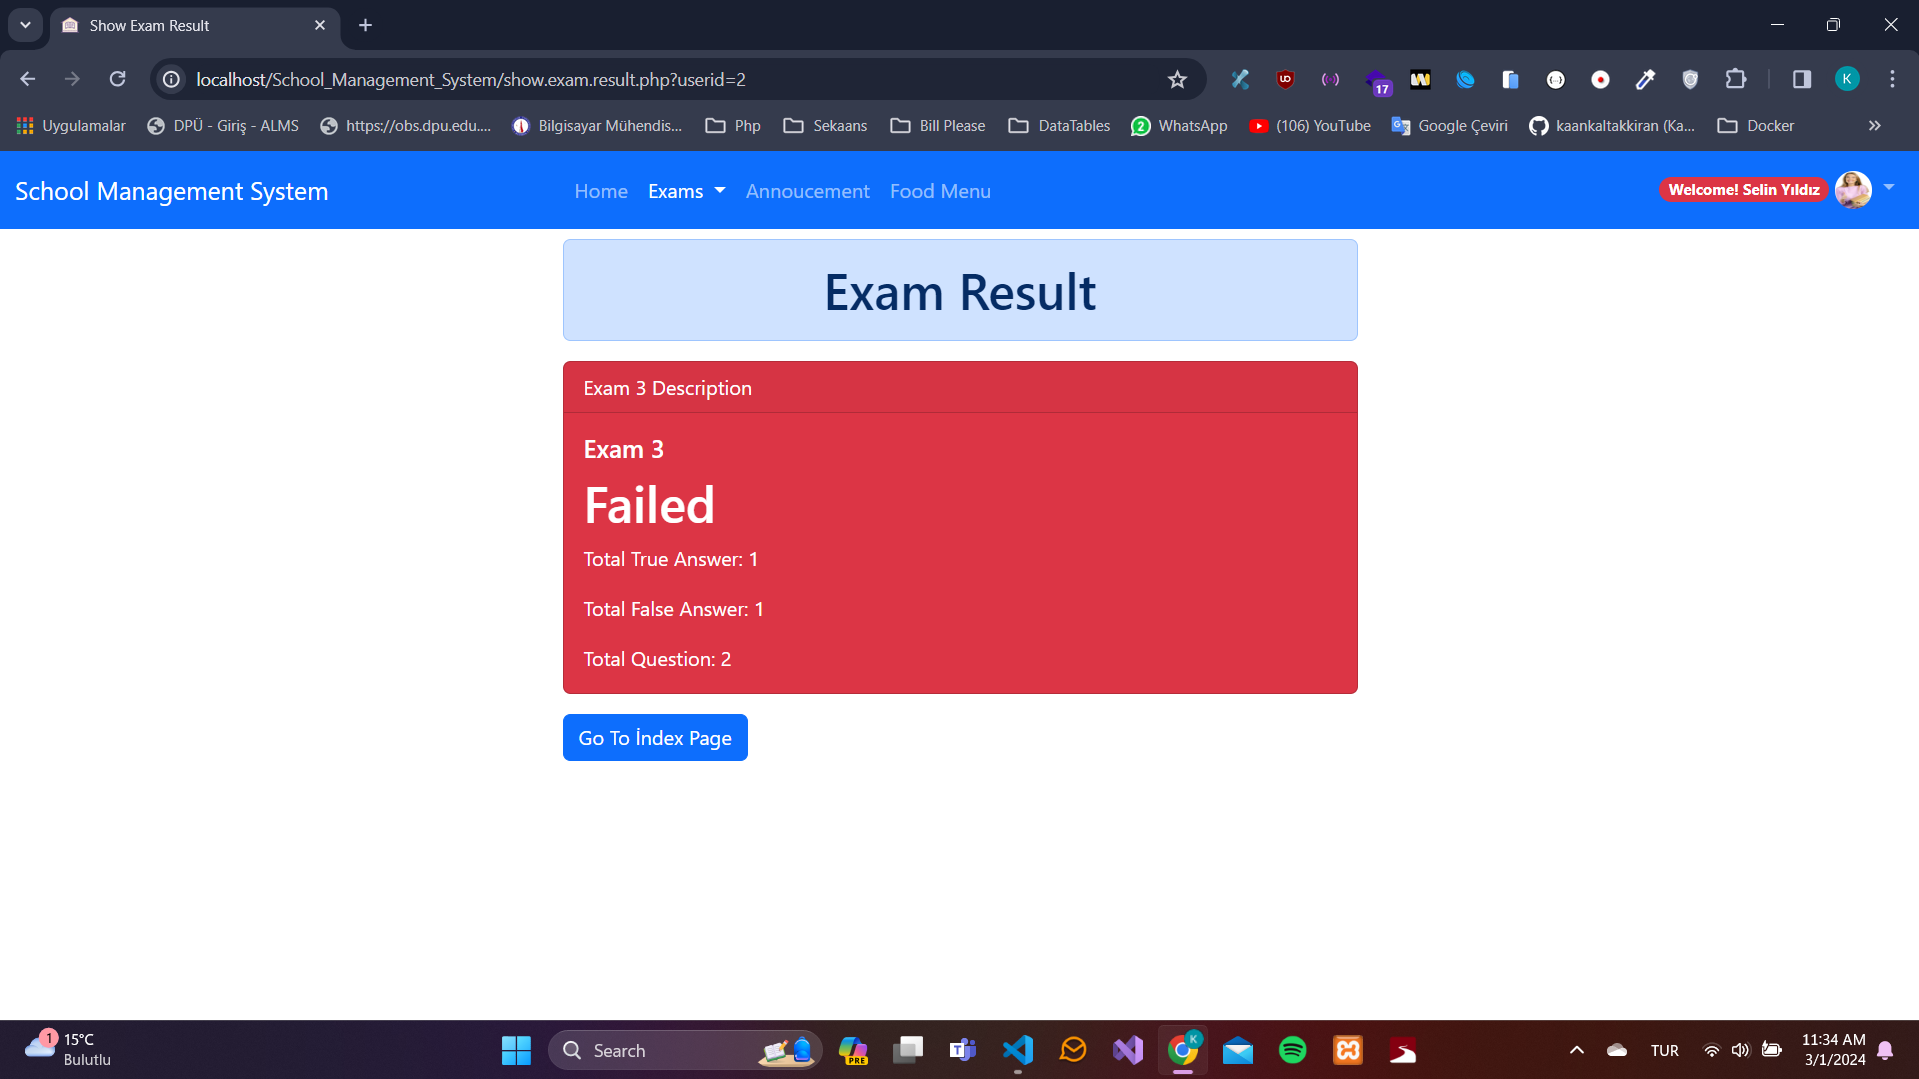 Show Exam Result
localhost/School_Management_System/show.exam.result.php?userid=2
17
K
Uygulamalar
DPÜ - Giriş - ALMS
https://obs.dpu.edu....
Bilgisayar Mühendis...
Php
Sekaans
Bill Please
DataTables
2 WhatsApp
(106) YouTube
Google Çeviri
kaankaltakkiran (Ka...
Docker
School Management System
Home
Exams
Annoucement
Food Menu
Welcome! Selin Yıldız
Exam Result
Exam 3 Description
Exam 3
Failed
Total True Answer: 1
Total False Answer: 1
Total Question: 2
Go To İndex Page
1
15°C
Bulutlu
Search
PRE
K
TUR
11:34 AM
3/1/2024